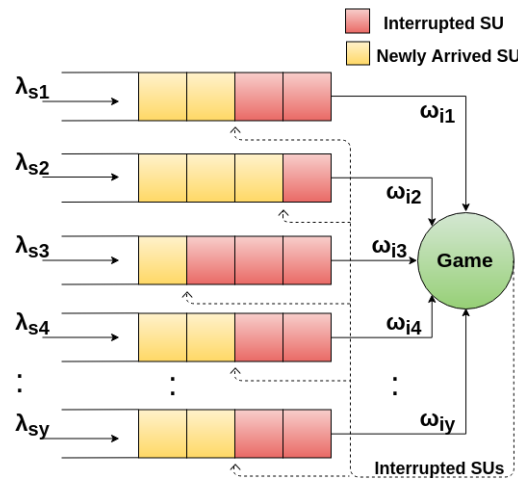 Interrupted SU
Newly Arrived SU
λs1
ωi1
λs2
ωi2
λs3
ωi3
Game
λs4
ωi4
:
:
:
λsy
ωiy
Interrupted SUs